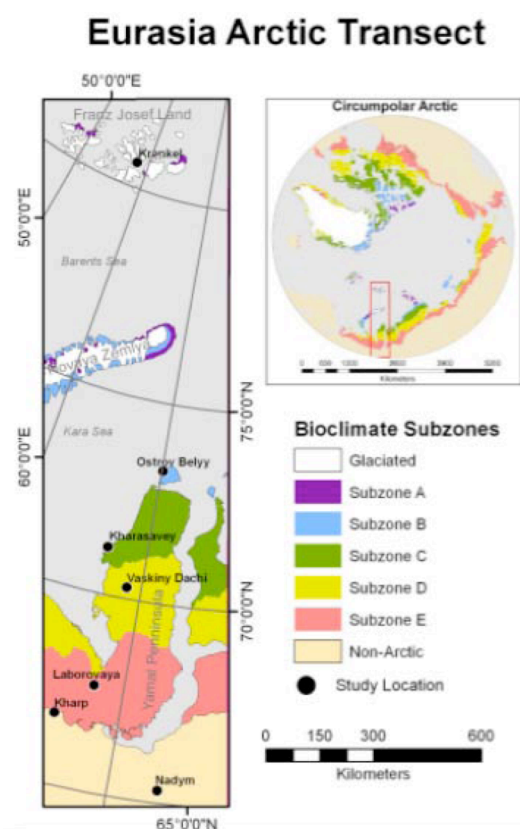 Eurasia Arctic Transect
50°0'0"E
Franz Josef Land
Krenkel
50°0'0"E
Barents Sea
Novaya Zemlya
Kara Sea
75°0'0"N
60°0'0"E
Ostrov Belyy
Kharasavey
Vaskiny Dachi
70°0'0"N
Yamal Penninsula
Laborovaya
Kharp
Nadym
65°0'0"N
Circumpolar Arctic
Kilometers
Bioclimate Subzones
Glaciated
Subzone A
Subzone B
Subzone C
Subzone D
Subzone E
Non-Arctic
Study Location
0 150 300 600
Kilometers